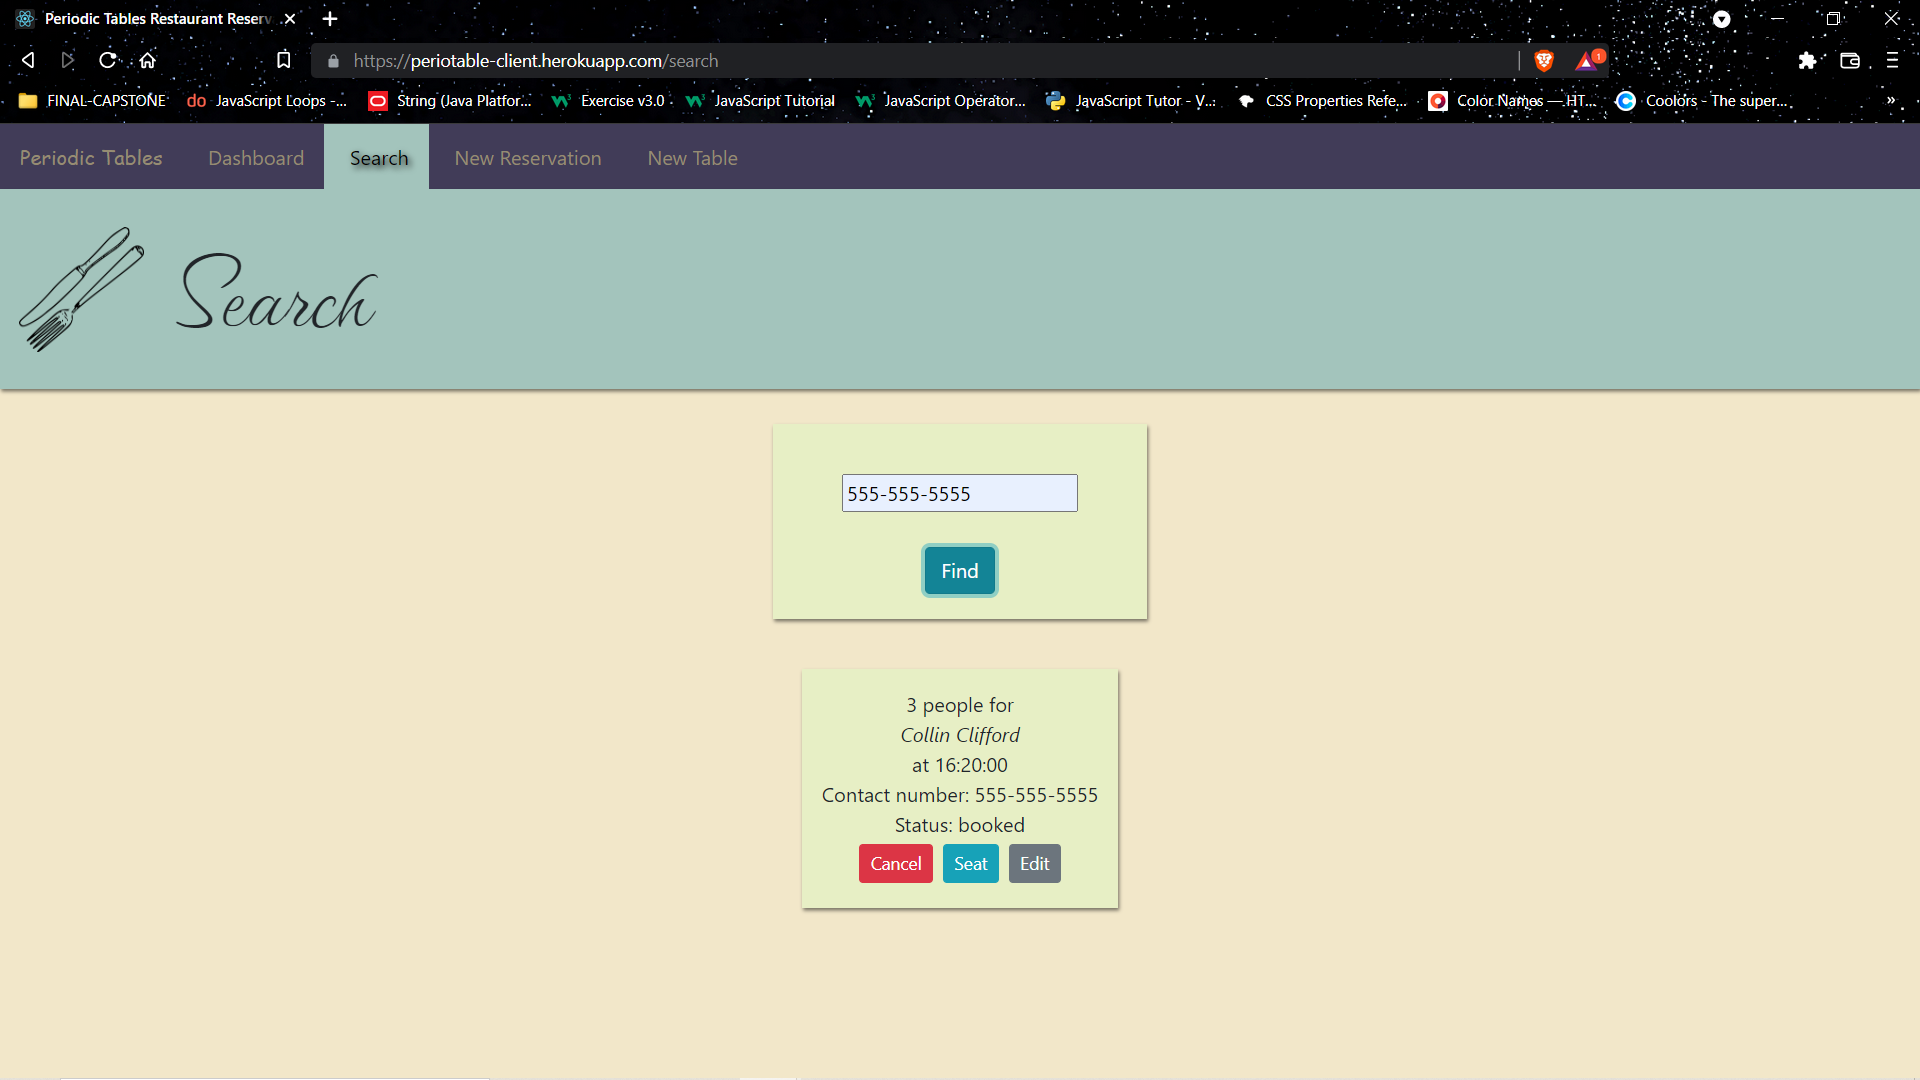 Periodic Tables Restaurant Reserv
https://periotable-client.herokuapp.com/search
1
FINAL-CAPSTONE
do JavaScript Loops -...
String (Java Platfor...
Exercise v3.0
JavaScript Tutorial
JavaScript Operator...
JavaScript Tutor - V...
CSS Properties Refe...
Color Names — HT...
Coolors - The super...
»
Periodic Tables
Dashboard
Search
New Reservation
New Table
Search
555-555-5555
Find
3 people for
Collin Clifford
at 16:20:00
Contact number: 555-555-5555
Status: booked
Cancel
Seat
Edit